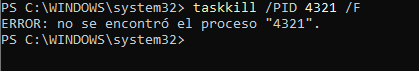 PS C:\WINDOWS\system32> taskkill /PID 4321 /F
ERROR: no se encontró el proceso "4321".
PS C:\WINDOWS\system32>